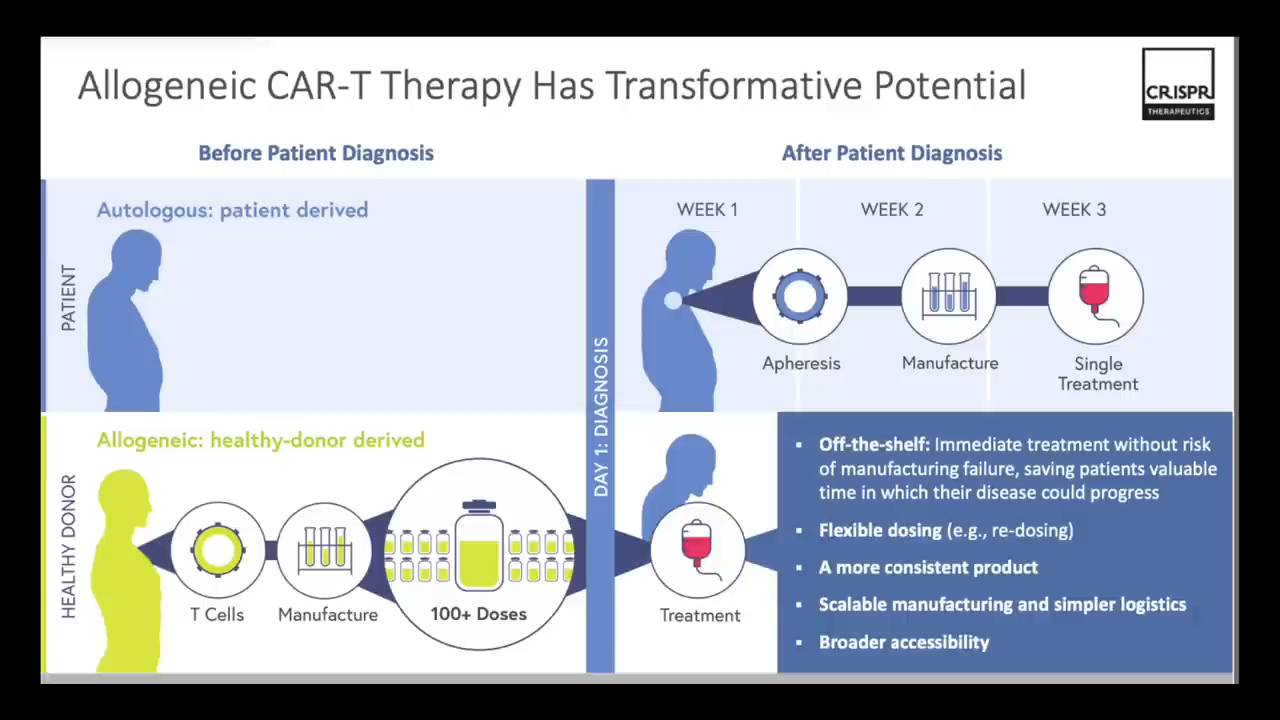 Allogeneic CAR-T Therapy Has Transformative Potential
CRISPR
THERAPEUTICS
Before Patient Diagnosis
After Patient Diagnosis
PATIENT
Autologous: patient derived
DAY 1: DIAGNOSIS
WEEK 1
WEEK 2
WEEK 3
Apheresis
Manufacture
Single
Treatment
HEALTHY DONOR
Allogeneic: healthy-donor derived
T Cells
Manufacture
100+ Doses
Treatment
▪ Off-the-shelf: Immediate treatment without risk
of manufacturing failure, saving patients valuable
time in which their disease could progress
▪ Flexible dosing (e.g., re-dosing)
▪ A more consistent product
▪ Scalable manufacturing and simpler logistics
▪ Broader accessibility